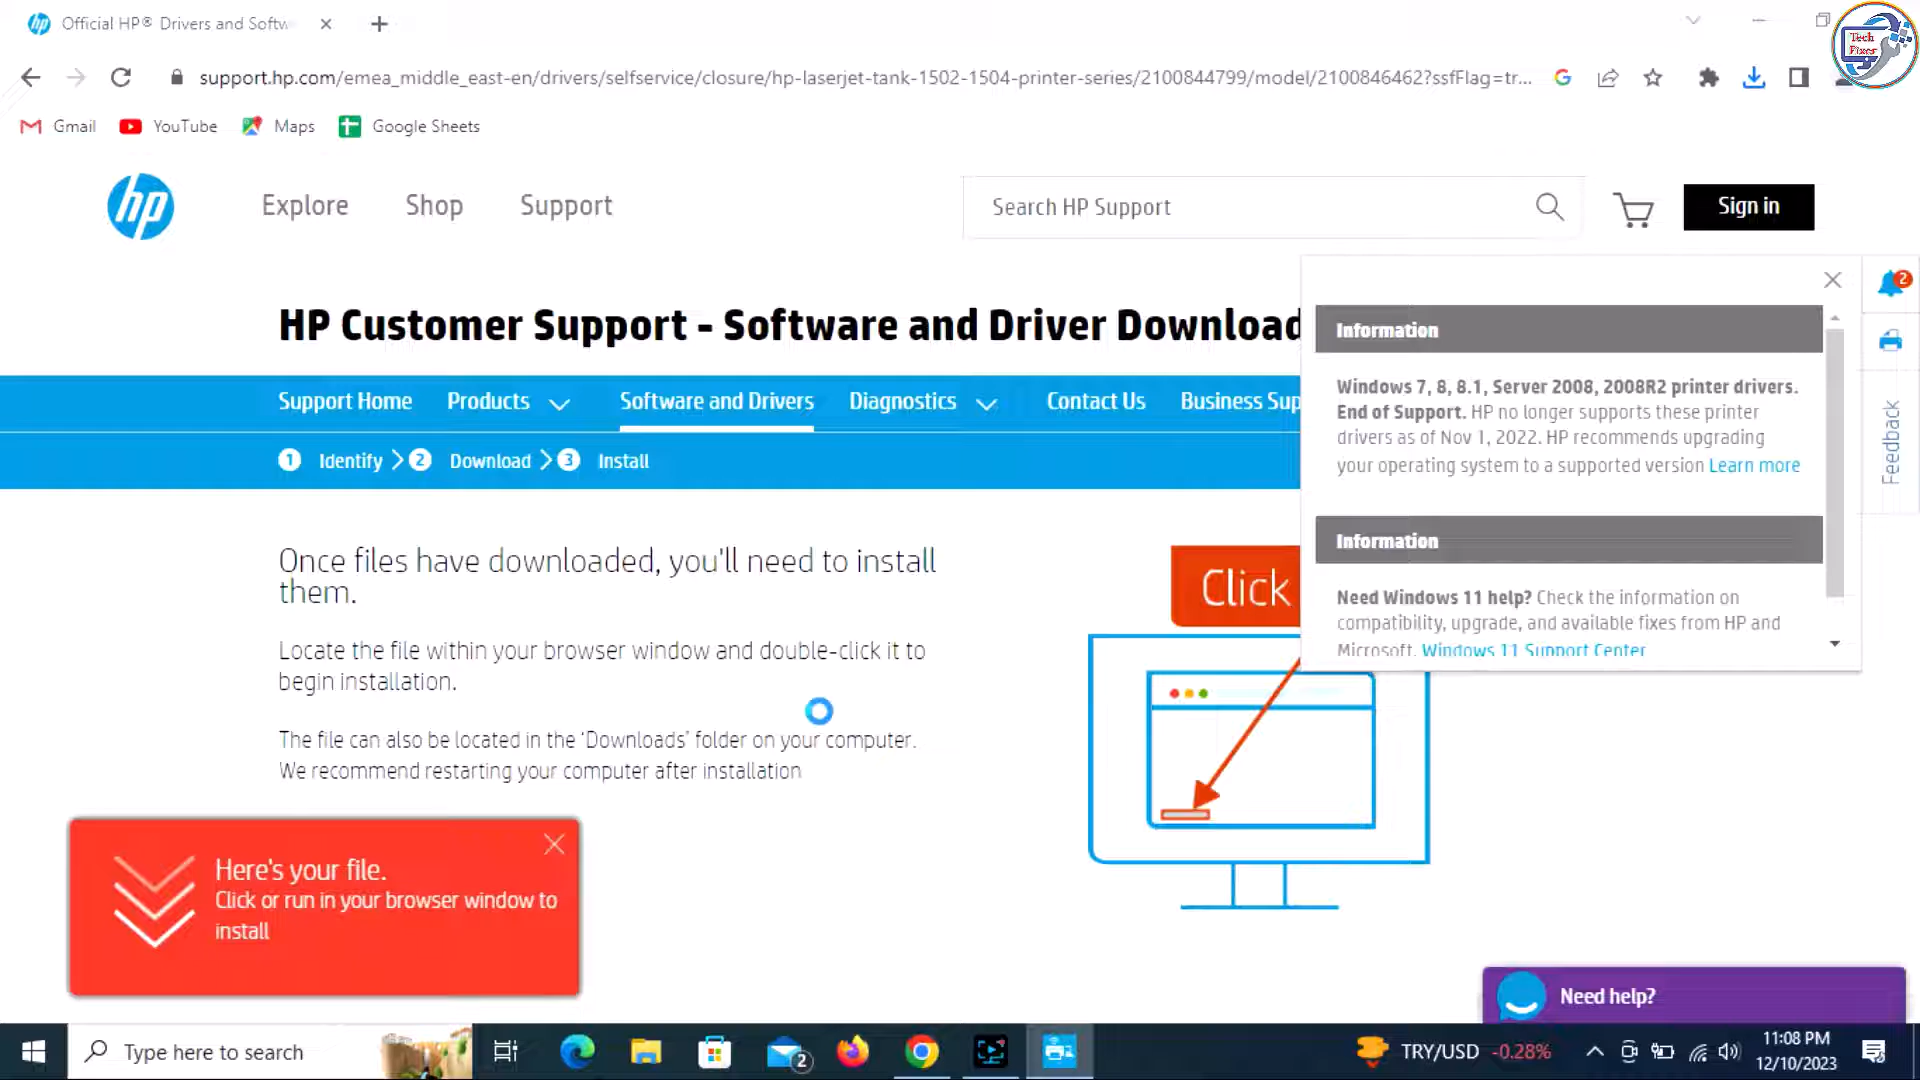 Official HP® Drivers and Softw
Tech
Fixer
support.hp.com/emea_middle_east-en/drivers/selfservice/closure/hp-laserjet-tank-1502-1504-printer-series/2100844799/model/2100846462?ssfFlag=tr...
Gmail
YouTube
Maps
Google Sheets
hp
Explore
Shop
Support
Search HP Support
Sign in
2
HP Customer Support - Software and Driver Download
Information
Windows 7, 8, 8.1, Server 2008, 2008R2 printer drivers.
End of Support. HP no longer supports these printer
drivers as of Nov 1, 2022. HP recommends upgrading
your operating system to a supported version Learn more
Feedback
Support Home
Products
Software and Drivers
Diagnostics
Contact Us
Business Sup
1 Identify
2 Download
3 Install
Information
Need Windows 11 help? Check the information on
compatibility, upgrade, and available fixes from HP and
Microsoft. Windows 11 Support Center
Once files have downloaded, you'll need to install
them.
Locate the file within your browser window and double-click it to
begin installation.
The file can also be located in the ‘Downloads’ folder on your computer.
We recommend restarting your computer after installation
Click
Here's your file.
Click or run in your browser window to
install
Need help?
Type here to search
2
TRY/USD -0.28%
11:08 PM
12/10/2023